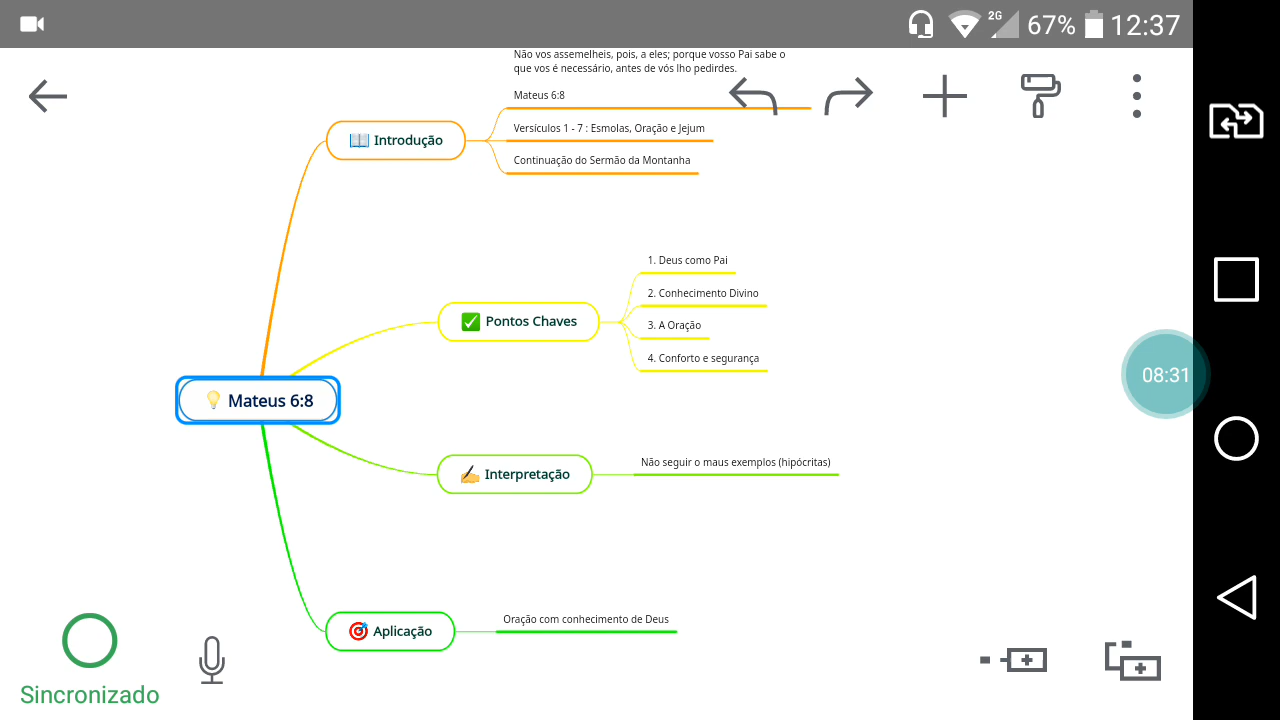 2G
67%
12:37
Não vos assemelheis, pois, a eles; porque vosso Pai sabe o
que vos é necessário, antes de vós lho pedirdes.
Mateus 6:8
Versículos 1 - 7 : Esmolas, Oração e Jejum
Introdução
Continuação do Sermão da Montanha
1. Deus como Pai
2. Conhecimento Divino
Pontos Chaves
3. A Oração
4. Conforto e segurança
08:31
Mateus 6:8
Não seguir o maus exemplos (hipócritas)
Interpretação
Oração com conhecimento de Deus
Aplicação
Sincronizado